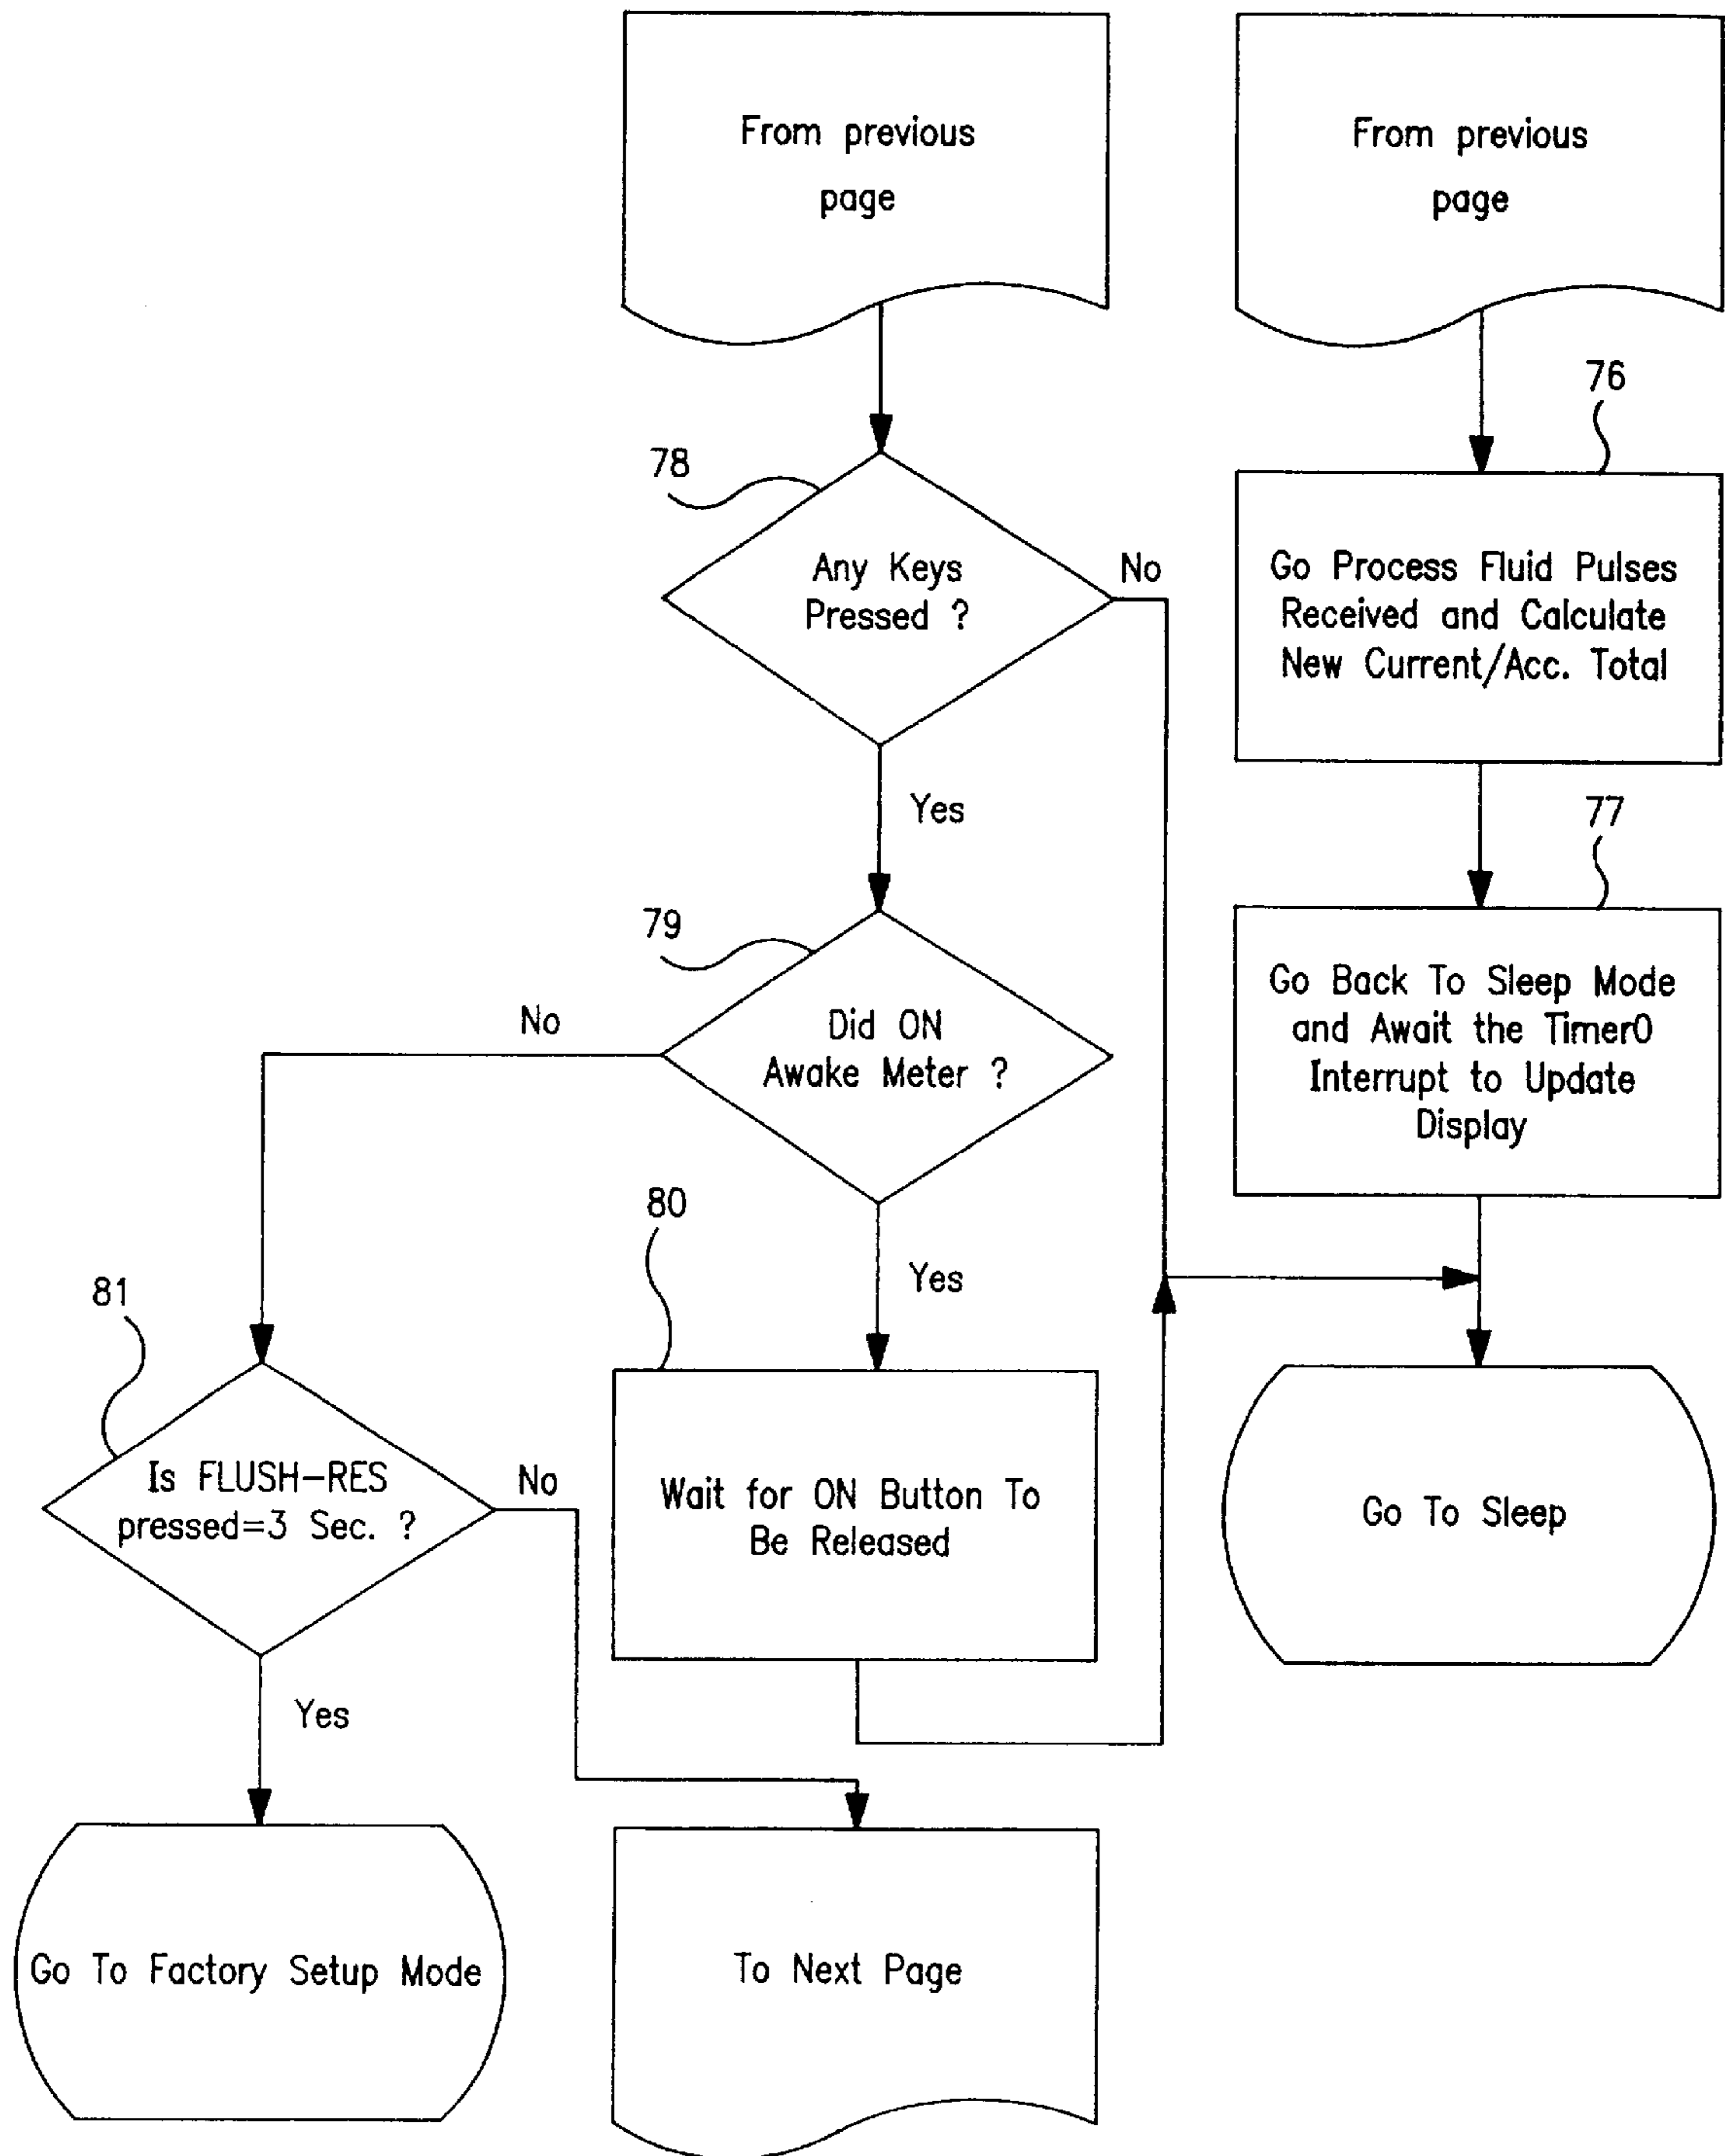 From previous
page
From previous
page
76
78
Any Keys
Pressed ?
No
Go Process Fluid Pulses
Received and Calculate
New Current/Acc. Total
Yes
77
79
Did ON
Awake Meter ?
No
Go Back To Sleep Mode
and Await the Timer0
Interrupt to Update
Display
80
Yes
81
Is FLUSH-RES
pressed=3 Sec. ?
No
Wait for ON Button To
Be Released
Go To Sleep
Yes
Go To Factory Setup Mode
To Next Page